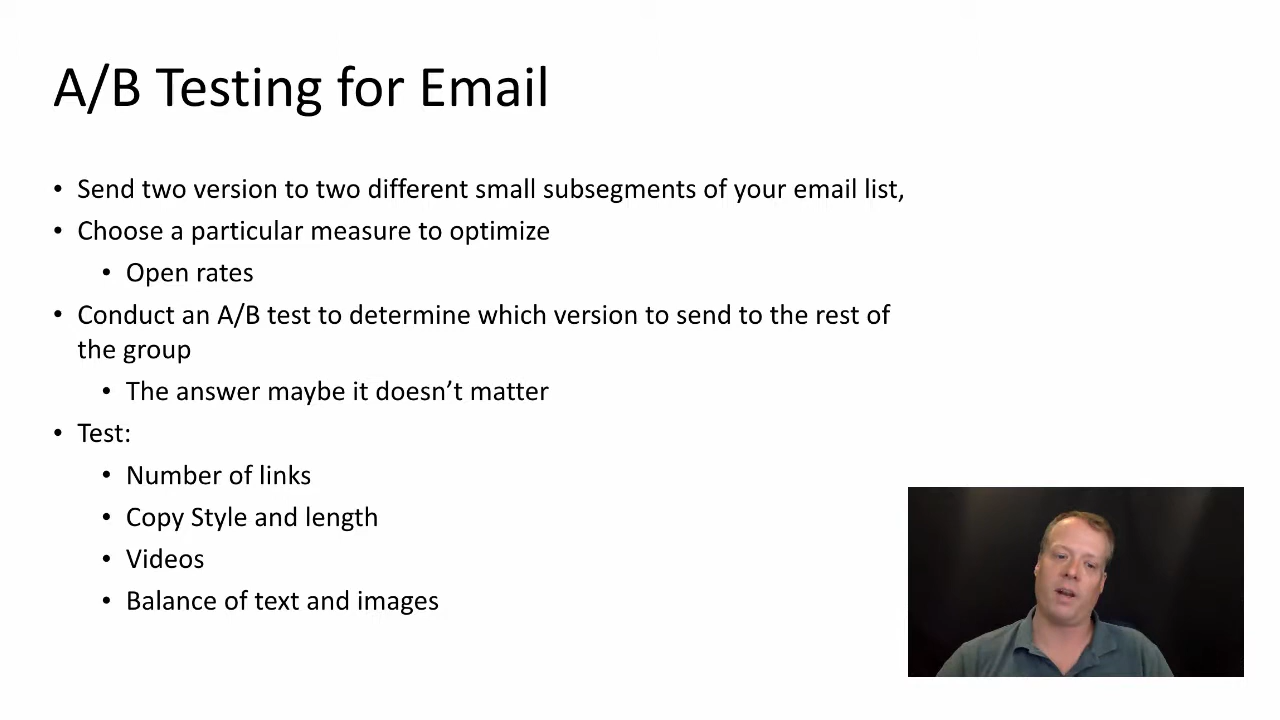 A/B Testing for Email
• Send two version to two different small subsegments of your email list,
• Choose a particular measure to optimize
• Open rates
• Conduct an A/B test to determine which version to send to the rest of
the group
• The answer maybe it doesn’t matter
• Test:
• Number of links
• Copy Style and length
• Videos
• Balance of text and images